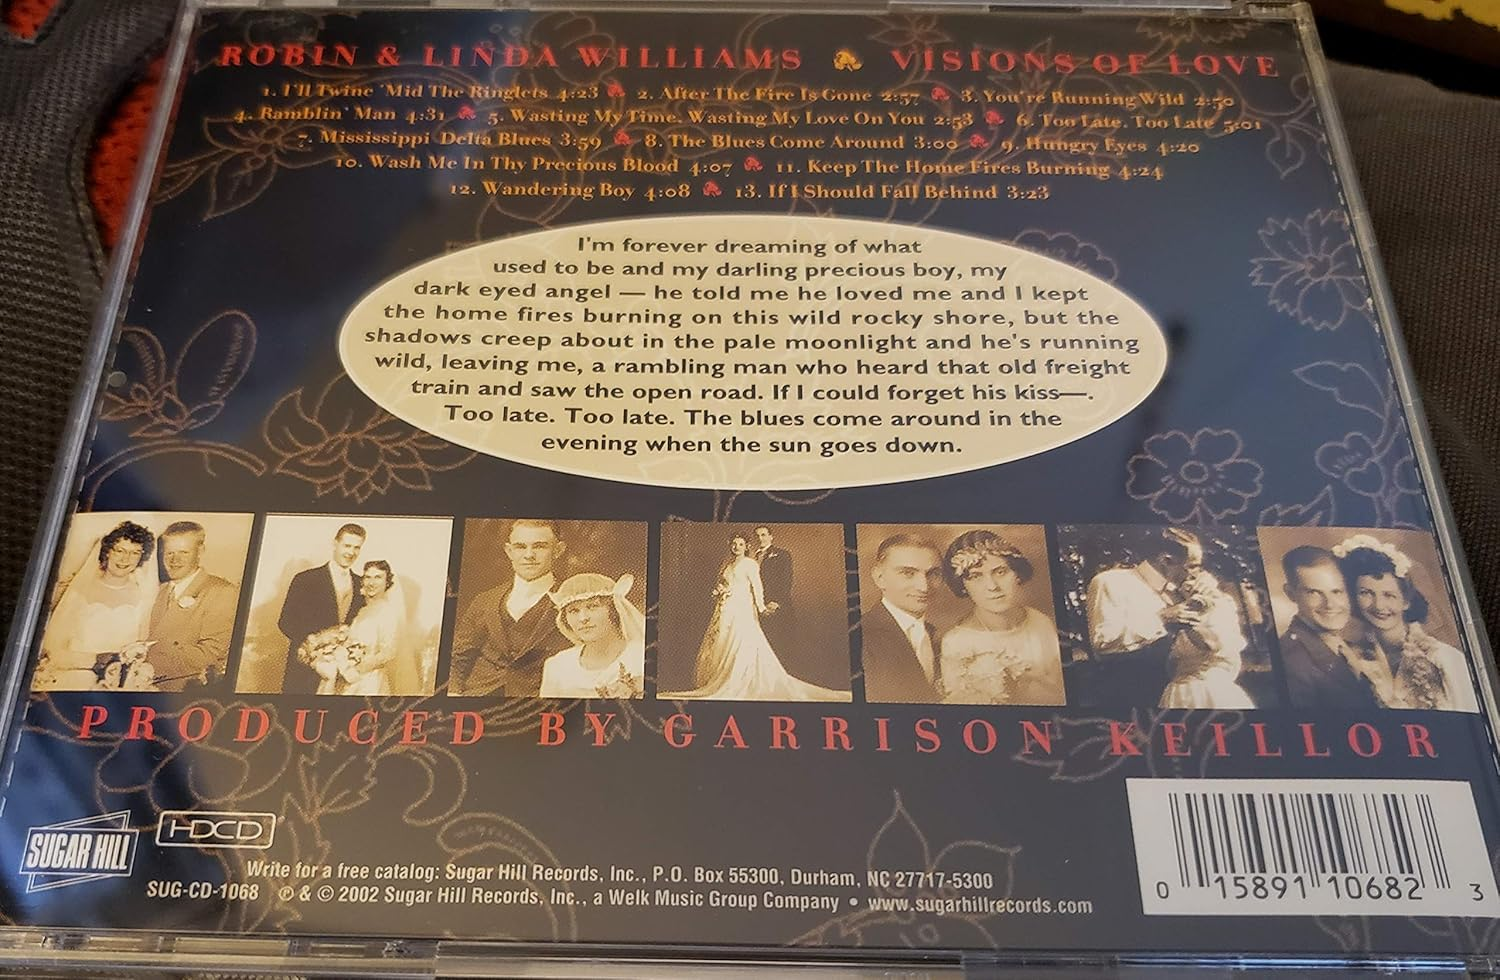 ROBIN & LINDA WILLIAMS VISIONS OF LOVE
1. I'll Twine 'Mid The Ringlets 4:23 2. After The Fire Is Gone 2:57 3. You're Running Wild 2:50
4. Ramblin' Man 4:31 5. Wasting My Time, Wasting My Love On You 2:53 6. Too Late, Too Late 5:01
7. Mississippi Delta Blues 3:59 8. The Blues Come Around 3:00 9. Hungry Eyes 4:20
10. Wash Me In Thy Precious Blood 4:07 11. Keep The Home Fires Burning 4:24
12. Wandering Boy 4:08 13. If I Should Fall Behind 3:23
I'm forever dreaming of what
used to be and my darling precious boy, my
dark eyed angel — he told me he loved me and I kept
the home fires burning on this wild rocky shore, but the
shadows creep about in the pale moonlight and he's running
wild, leaving me, a rambling man who heard that old freight
train and saw the open road. If I could forget his kiss—.
Too late. Too late. The blues come around in the
evening when the sun goes down.
PRODUCED BY GARRISON KEILLOR
SUGAR HILL
HDCD
Write for a free catalog: Sugar Hill Records, Inc., P.O. Box 55300, Durham, NC 27717-5300
SUG-CD-1068 ℗ & © 2002 Sugar Hill Records, Inc., a Welk Music Group Company • www.sugarhillrecords.com
0 15891 10682 3